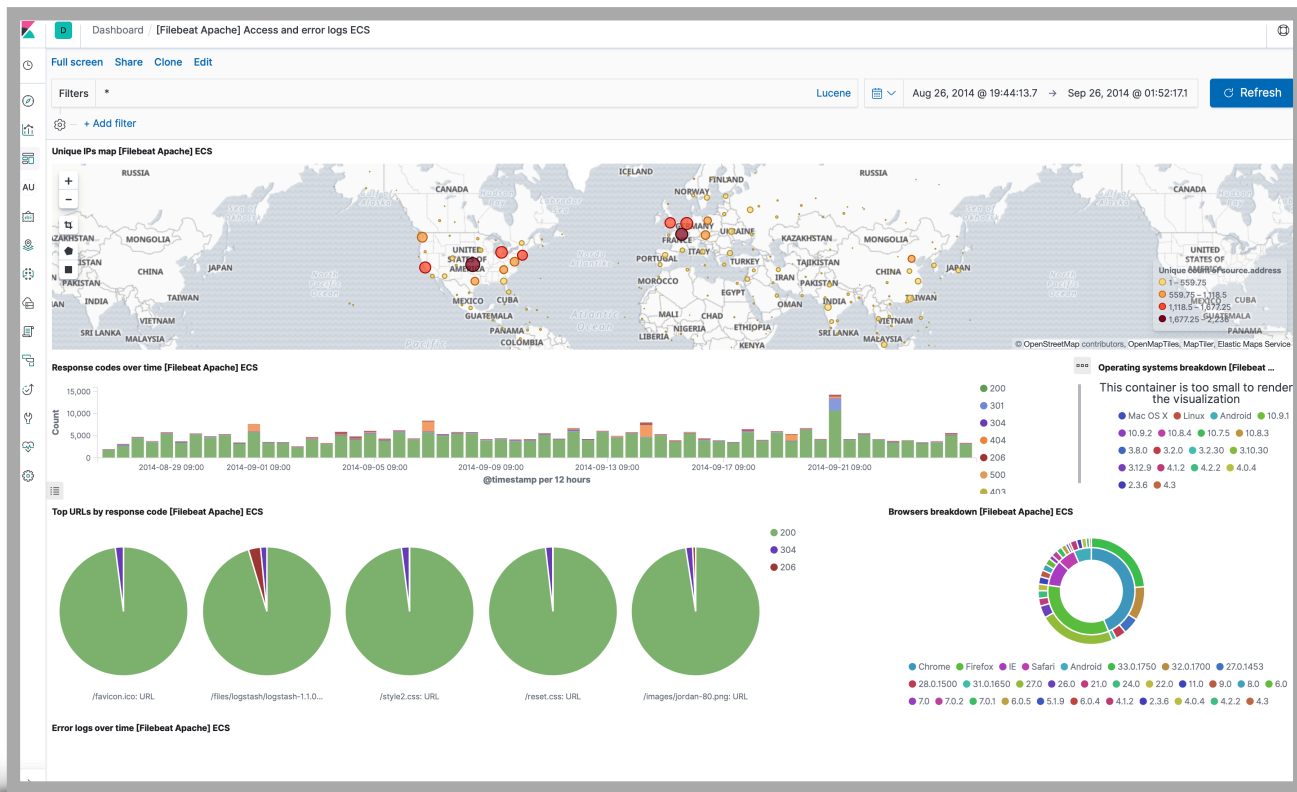 D Dashboard / [Filebeat Apache] Access and error logs ECS
Full screen Share Clone Edit
Filters * Lucene Aug 26, 2014 @ 19:44:13.7 → Sep 26, 2014 @ 01:52:17.1 Refresh
+ Add filter
AU
Unique IPs map [Filebeat Apache] ECS
+
−
RUSSIA
ICELAND
FINLAND
RUSSIA
CANADA
NORWAY
CANADA
Hudson Bay
Labrador Sea
UKRAINE
KAZAKHSTAN
MONGOLIA
FRANCE
KAZAKHSTAN
MONGOLIA
UNITED STATES OF AMERICA
UNITED STATES OF AMERICA
PORTUGAL
ITALY
TURKEY
TAJIKISTAN
CHINA
JAPAN
North Pacific Ocean
CHINA
JAPAN
MOROCCO
IRAN
PAKISTAN
PAKISTAN
EGYPT
INDIA
TAIWAN
MEXICO
CUBA
Atlantic Ocean
OMAN
INDIA
TAIWAN
CUBA
GUATEMALA
MALI
CHAD
VIETNAM
VIETNAM
PANAMA
NIGERIA
ETHIOPIA
SRI LANKA
PANAMA
SRI LANKA
MALAYSIA
Pacific
COLOMBIA
LIBERIA
KENYA
MALAYSIA
Unique count of source.address
1 – 559.75
559.75 – 1,118.5
1,118.5 – 1,677.25
1,677.25 – 2,236
© OpenStreetMap contributors, OpenMapTiles, MapTiler, Elastic Maps Service
Response codes over time [Filebeat Apache] ECS
Count
15,000
10,000
5,000
0
2014-08-29 09:00 2014-09-01 09:00 2014-09-05 09:00 2014-09-09 09:00 2014-09-13 09:00 2014-09-17 09:00 2014-09-21 09:00
@timestamp per 12 hours
200
301
304
404
206
500
403
Operating systems breakdown [Filebeat ...
This container is too small to render
the visualization
Mac OS X Linux Android 10.9.1
10.9.2 10.8.4 10.7.5 10.8.3
3.8.0 3.2.0 3.2.30 3.10.30
3.12.9 4.1.2 4.2.2 4.0.4
2.3.6 4.3
Top URLs by response code [Filebeat Apache] ECS
200
304
206
/favicon.ico: URL
/files/logstash/logstash-1.1.0...
/style2.css: URL
/reset.css: URL
/images/jordan-80.png: URL
Browsers breakdown [Filebeat Apache] ECS
Chrome Firefox IE Safari Android 33.0.1750 32.0.1700 27.0.1453
28.0.1500 31.0.1650 27.0 26.0 21.0 24.0 22.0 11.0 9.0 8.0 6.0
7.0 7.0.2 7.0.1 6.0.5 5.1.9 6.0.4 4.1.2 2.3.6 4.0.4 4.2.2 4.3
Error logs over time [Filebeat Apache] ECS